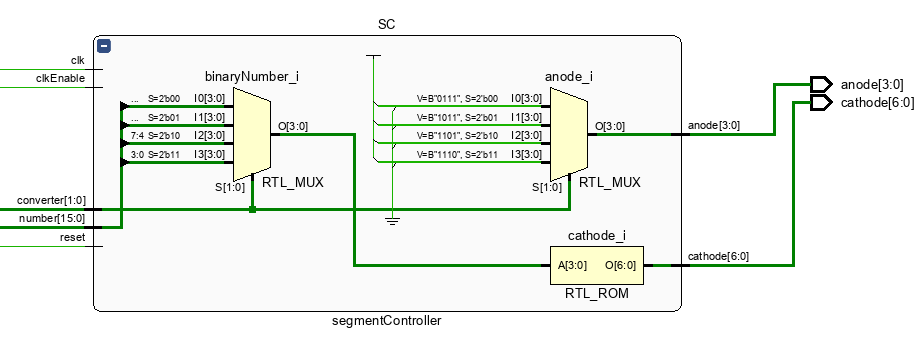 SC
clk
clkEnable
binaryNumber_i
anode_i
anode[3:0]
cathode[6:0]
... S=2'b00 I0[3:0]
... S=2'b01 I1[3:0]
7:4 S=2'b10 I2[3:0]
3:0 S=2'b11 I3[3:0]
O[3:0]
S[1:0]
RTL_MUX
V=B"0111", S=2'b00 I0[3:0]
V=B"1011", S=2'b01 I1[3:0]
V=B"1101", S=2'b10 I2[3:0]
V=B"1110", S=2'b11 I3[3:0]
O[3:0]
anode[3:0]
S[1:0]
RTL_MUX
converter[1:0]
number[15:0]
reset
cathode_i
A[3:0] O[6:0]
cathode[6:0]
RTL_ROM
segmentController